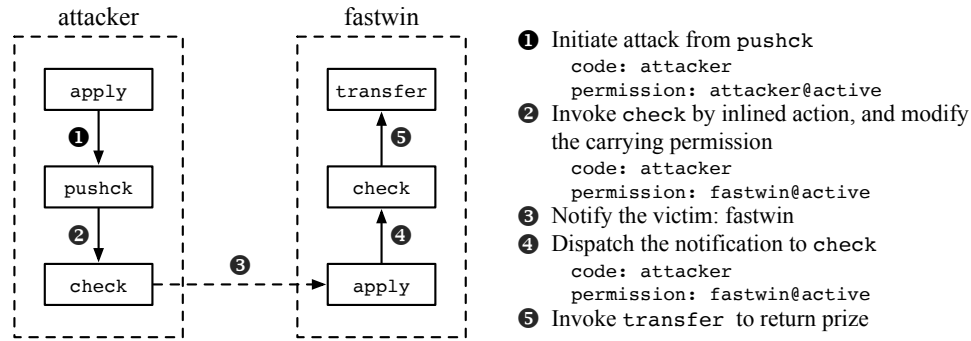 attacker
fastwin
apply
transfer
❶
❺
pushck
check
❷
❹
check
❸
apply
❶ Initiate attack from pushck
code: attacker
permission: attacker@active
❷ Invoke check by inlined action, and modify
the carrying permission
code: attacker
permission: fastwin@active
❸ Notify the victim: fastwin
❹ Dispatch the notification to check
code: attacker
permission: fastwin@active
❺ Invoke transfer to return prize